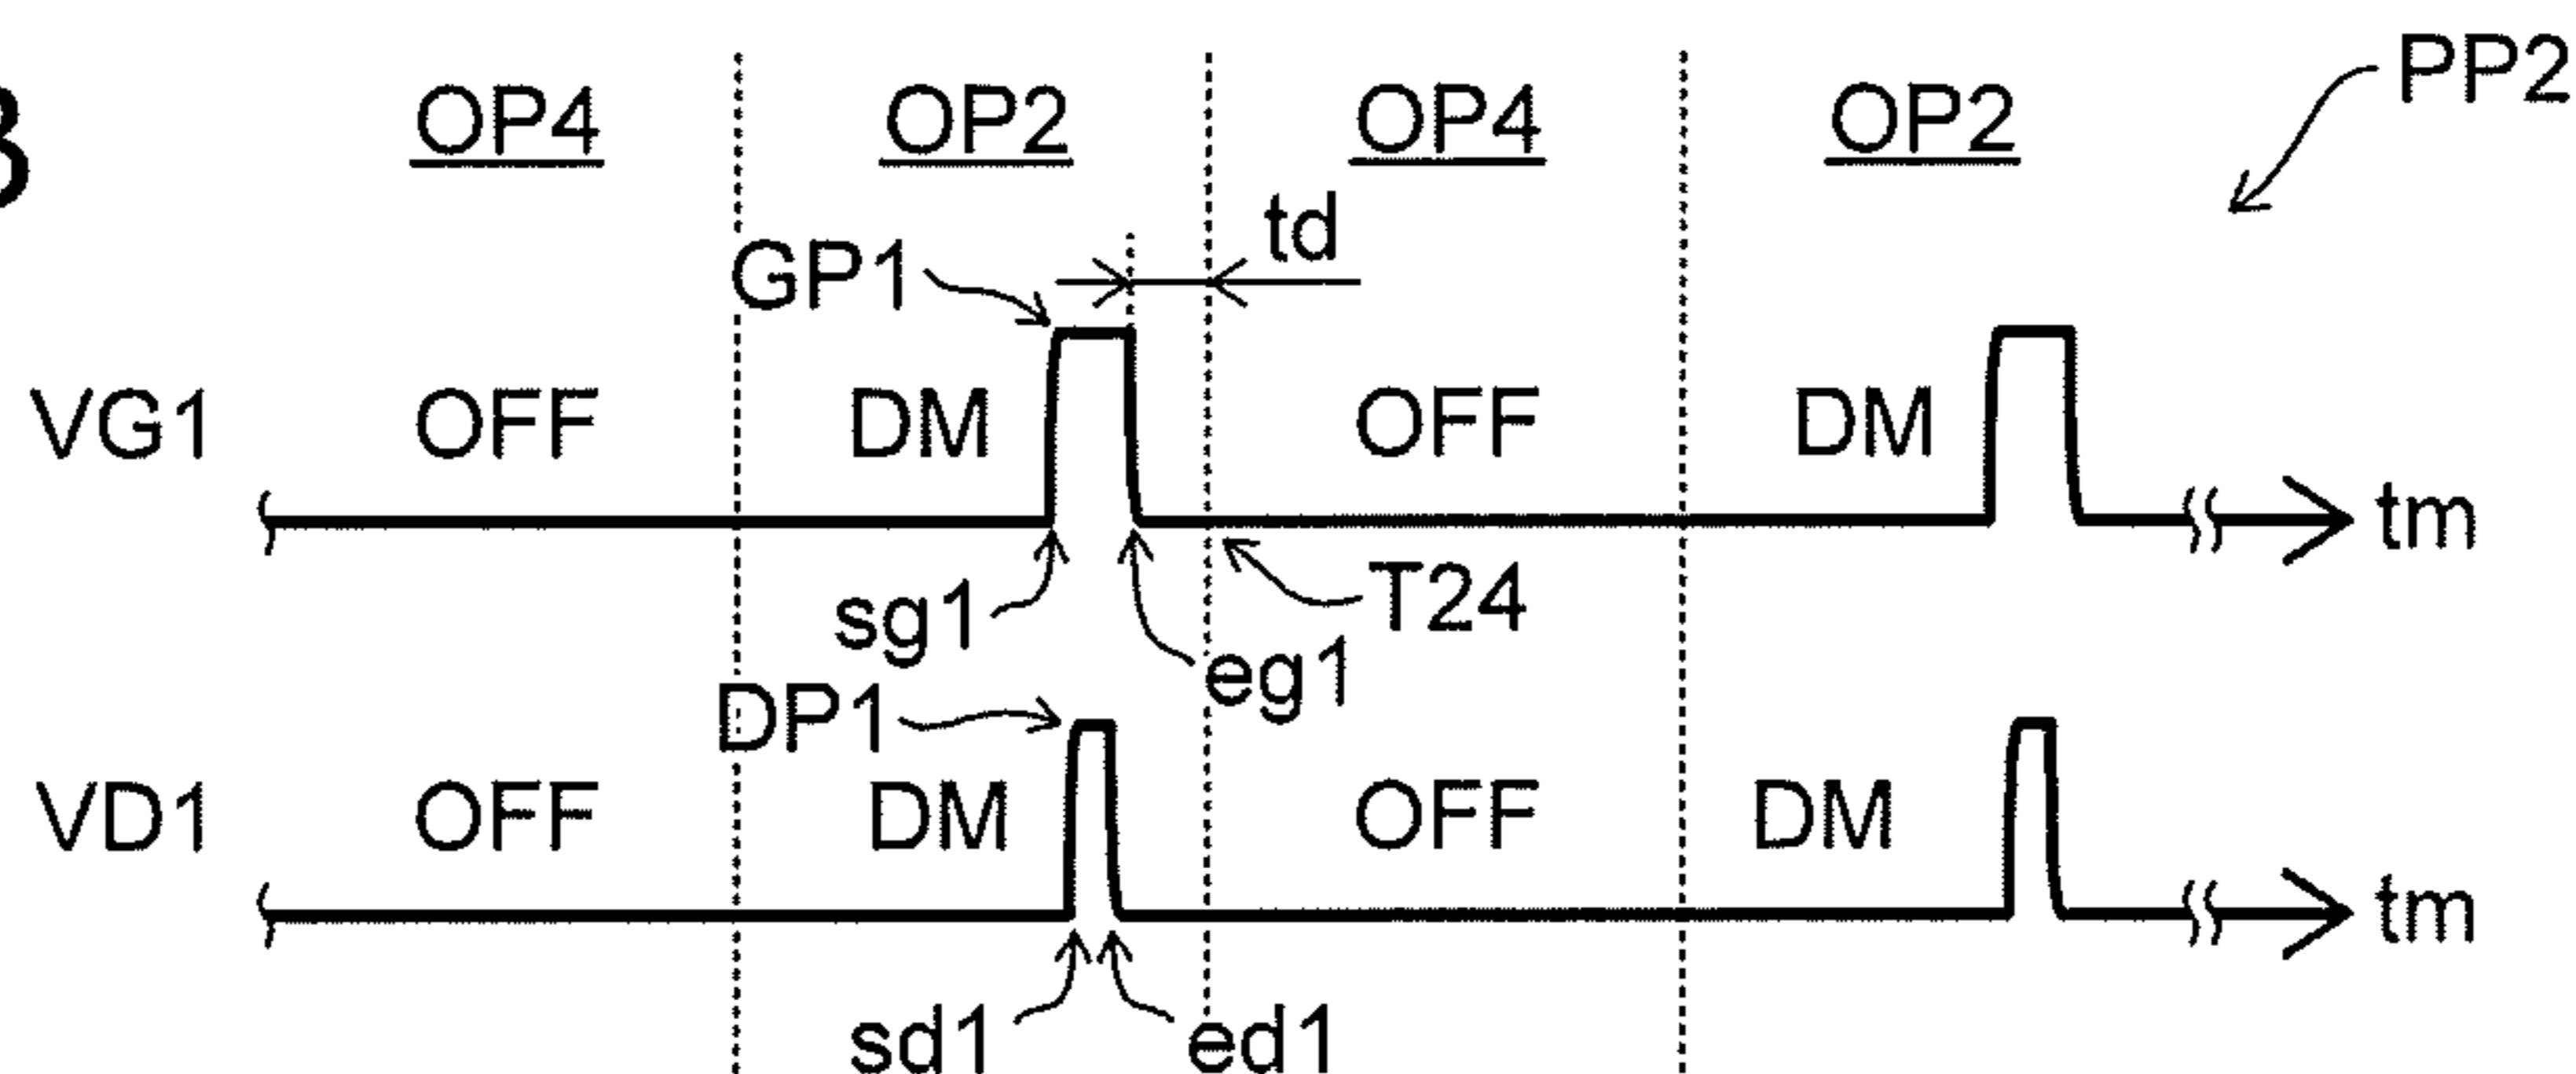 B
OP4 OP2 OP4 OP2 PP2
td
GP1
VG1 OFF DM OFF DM tm
sg1 eg1 T24
DP1
VD1 OFF DM OFF DM tm
sd1 ed1